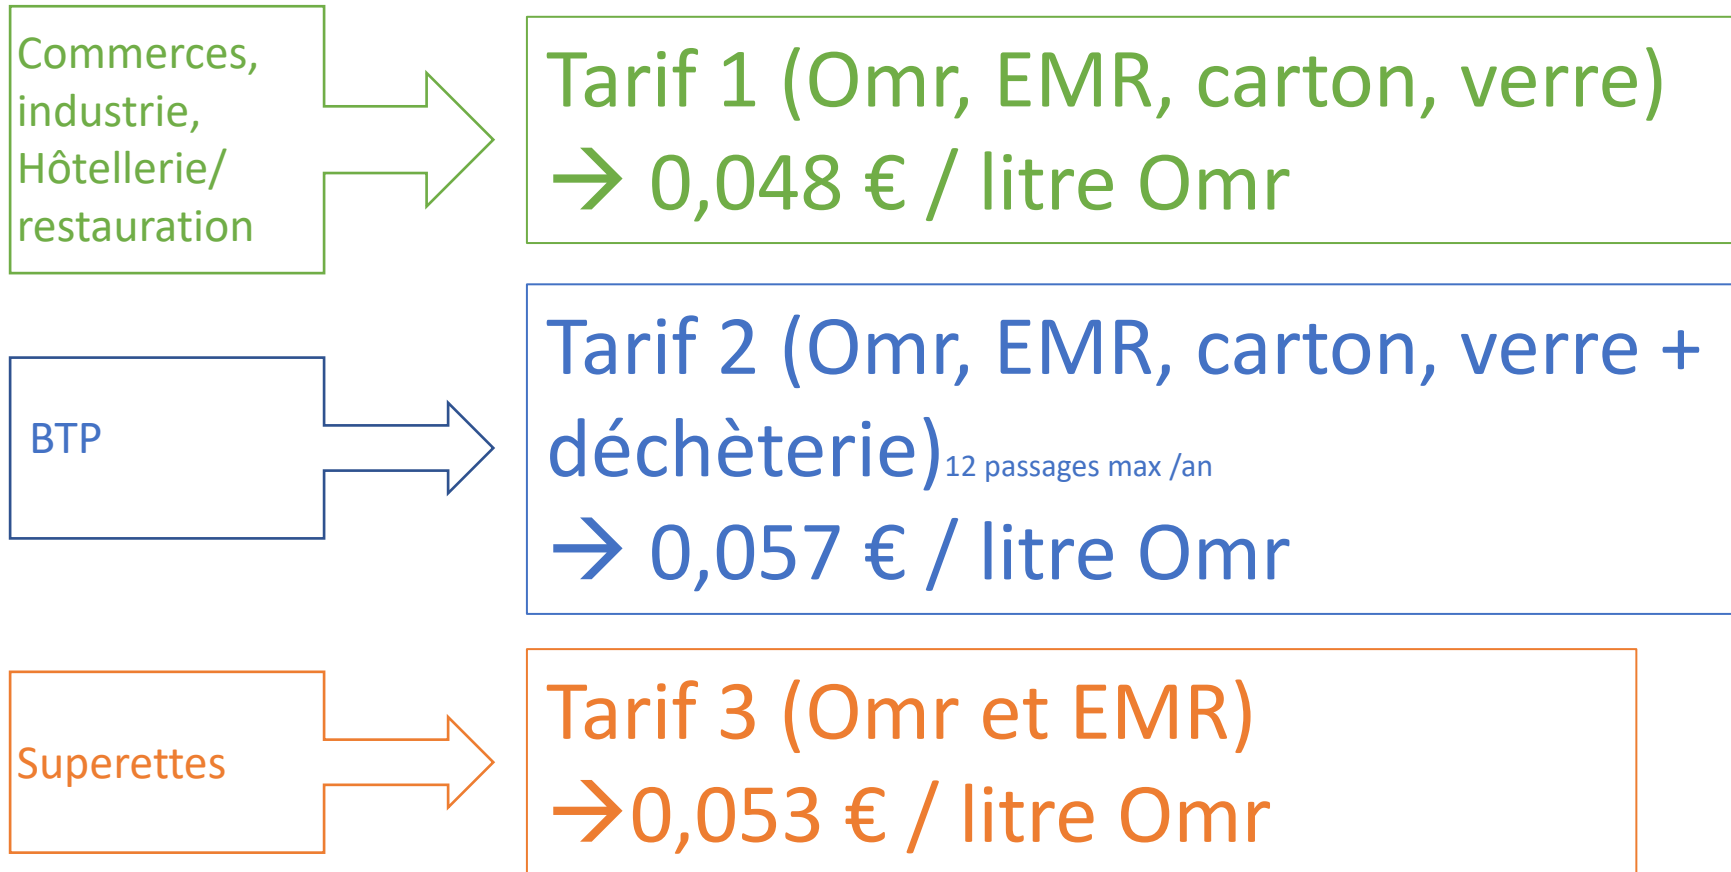 Commerces,
industrie,
Hôtellerie/
restauration
Tarif 1 (Omr, EMR, carton, verre)
→ 0,048 € / litre Omr
BTP
Tarif 2 (Omr, EMR, carton, verre +
déchèterie)12 passages max /an
→ 0,057 € / litre Omr
Superettes
Tarif 3 (Omr et EMR)
→0,053 € / litre Omr